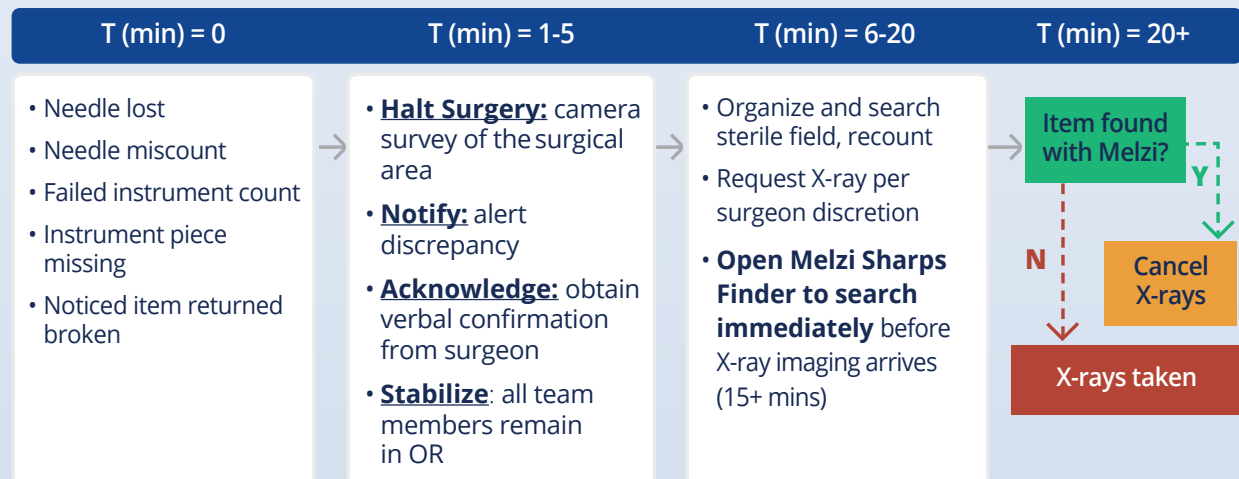 T (min) = 0
T (min) = 1-5
T (min) = 6-20
T (min) = 20+
• Needle lost
• Needle miscount
• Failed instrument count
• Instrument piece
missing
• Noticed item returned
broken
• Halt Surgery: camera
survey of the surgical
area
• Notify: alert
discrepancy
• Acknowledge: obtain
verbal confirmation
from surgeon
• Stabilize: all team
members remain
in OR
• Organize and search
sterile field, recount
• Request X-ray per
surgeon discretion
• Open Melzi Sharps
Finder to search
immediately before
X-ray imaging arrives
(15+ mins)
Item found
with Melzi?
Y
N
Cancel
X-rays
X-rays taken